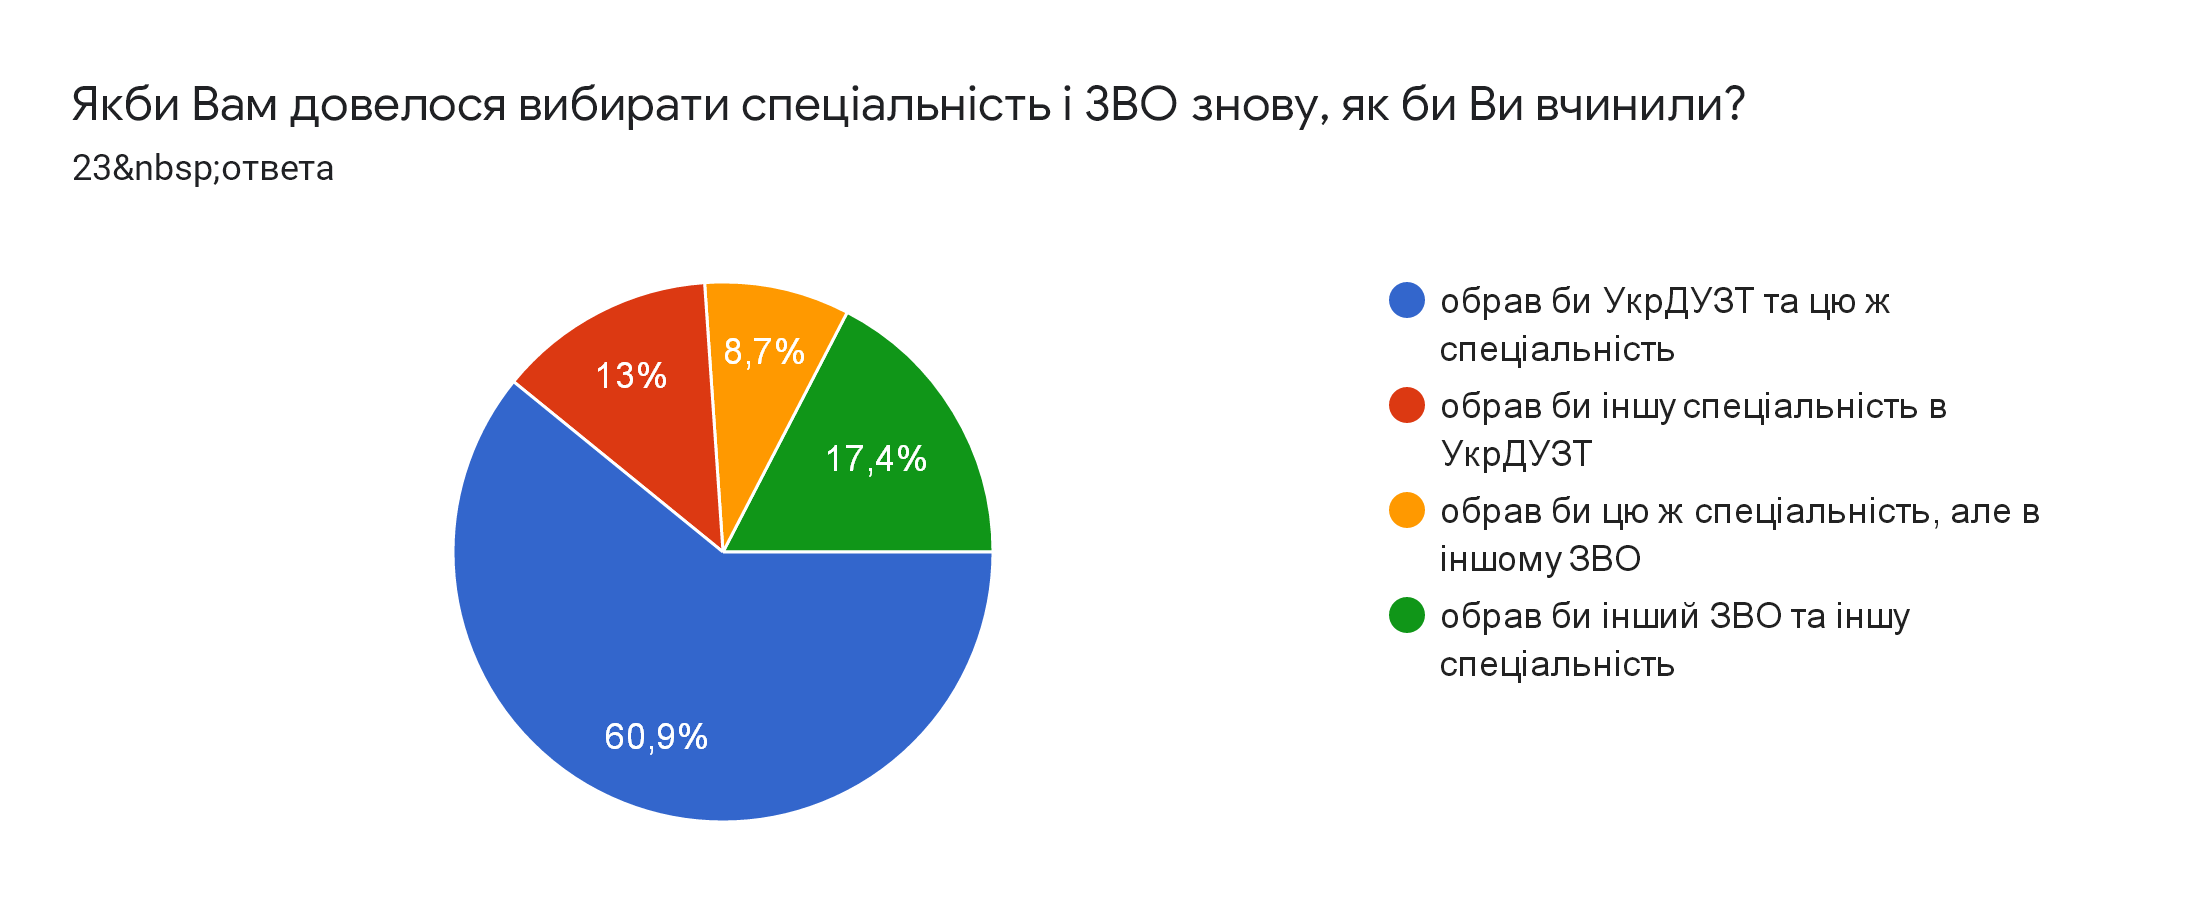 Якби Вам довелося вибирати спеціальність і ЗВО знову, як би Ви вчинили?
23&nbsp;ответа
8,7%
13%
17,4%
60,9%
обрав би УкрДУЗТ та цю ж
спеціальність
обрав би іншу спеціальність в
УкрДУЗТ
обрав би цю ж спеціальність, але в
іншому ЗВО
обрав би інший ЗВО та іншу
спеціальність